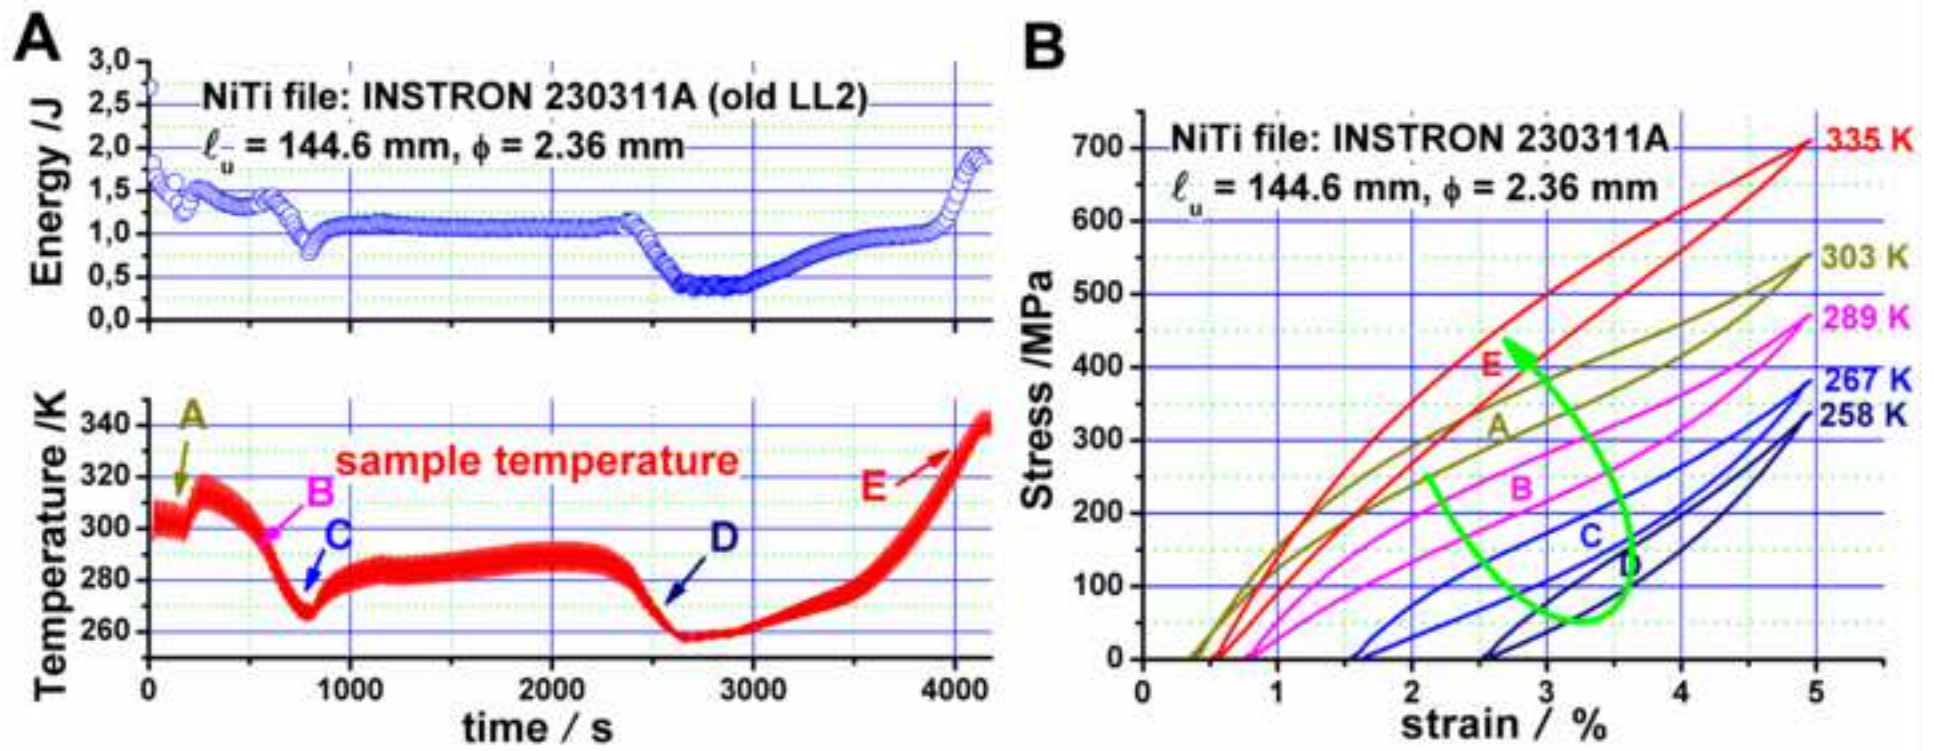 A
3,0
2,5
2,0
1,5
1,0
0,5
0,0
Energy /J
NiTi file: INSTRON 230311A (old LL2)
ℓu = 144.6 mm, ϕ = 2.36 mm
340
320
300
280
260
Temperature /K
A
B
C
sample temperature
D
E
0 1000 2000 3000 4000
time / s
B
700
600
500
400
300
200
100
0
Stress /MPa
NiTi file: INSTRON 230311A
ℓu = 144.6 mm, ϕ = 2.36 mm
335 K
303 K
289 K
267 K
258 K
E
A
B
C
D
0 1 2 3 4 5
strain / %